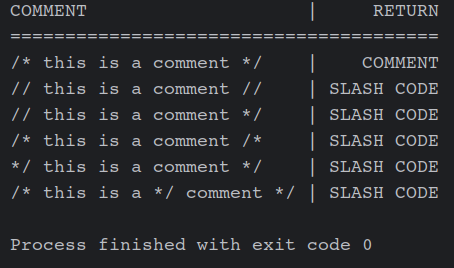 COMMENT                    |     RETURN
=======================================
/* this is a comment */    |    COMMENT
// this is a comment //    | SLASH CODE
// this is a comment */    | SLASH CODE
/* this is a comment /*    | SLASH CODE
*/ this is a comment */    | SLASH CODE
/* this is a */ comment */ | SLASH CODE
Process finished with exit code 0